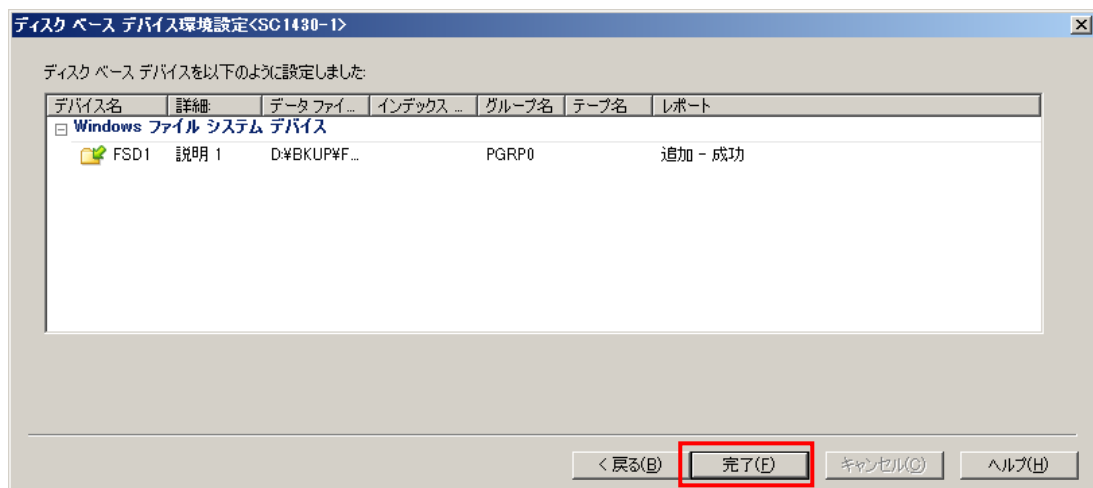 ディスク ベース デバイス環境設定<SC1430-1>
ディスク ベース デバイスを以下のように設定しました:
デバイス名 詳細: データ ファイ... インデックス ... グループ名 テープ名 レポート
Windows ファイル システム デバイス
FSD1 説明 1 D:¥BKUP¥F... PGRP0 追加 - 成功
< 戻る(B) 完了(F) キャンセル(C) ヘルプ(H)